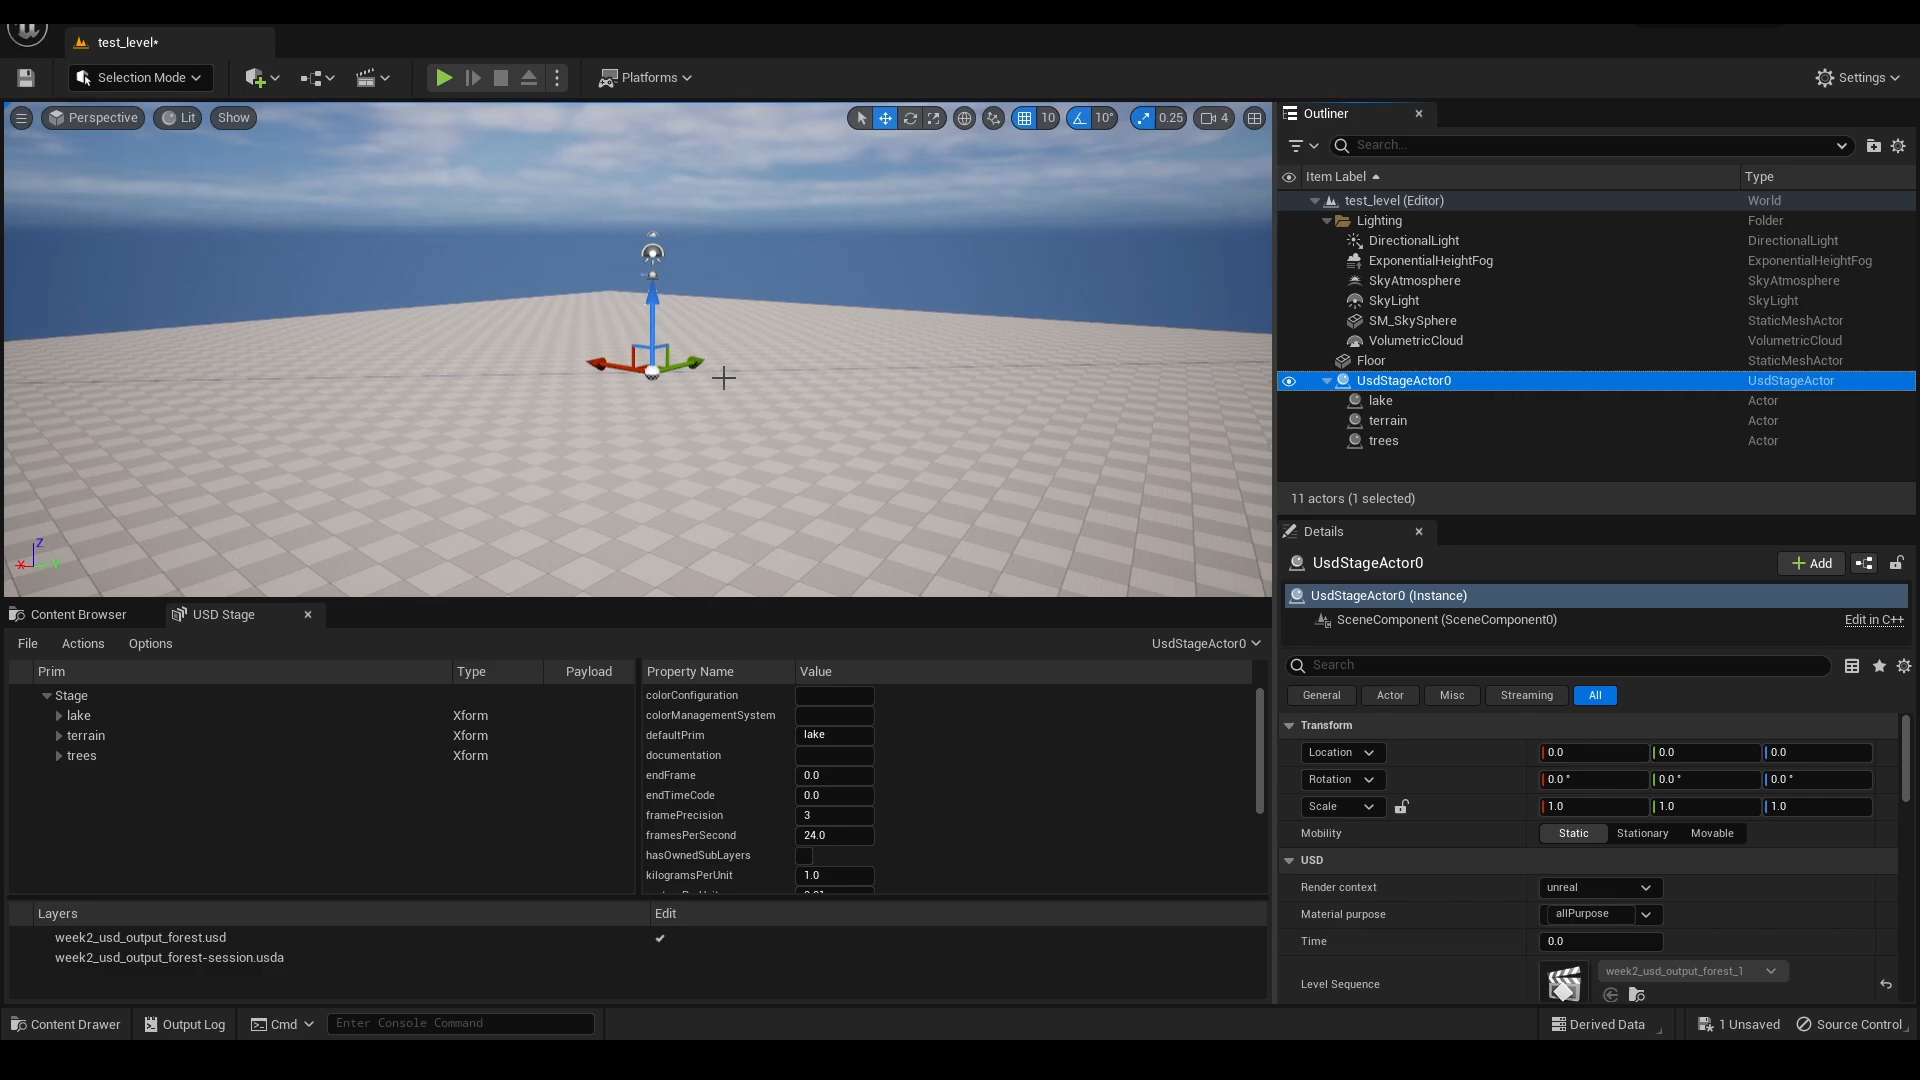 test_level*
Selection Mode
Platforms
Settings
Perspective
Lit
Show
10
10°
0.25
4
Z
X
Y
Outliner
Search...
Item Label
Type
test_level (Editor)
World
Lighting
Folder
DirectionalLight
DirectionalLight
ExponentialHeightFog
ExponentialHeightFog
SkyAtmosphere
SkyAtmosphere
SkyLight
SkyLight
SM_SkySphere
StaticMeshActor
VolumetricCloud
VolumetricCloud
Floor
StaticMeshActor
UsdStageActor0
UsdStageActor
lake
Actor
terrain
Actor
trees
Actor
11 actors (1 selected)
Details
UsdStageActor0
Add
UsdStageActor0 (Instance)
SceneComponent (SceneComponent0)
Edit in C++
Search
General
Actor
Misc
Streaming
All
Transform
Location
0.0
0.0
0.0
Rotation
0.0 °
0.0 °
0.0 °
Scale
1.0
1.0
1.0
Mobility
Static
Stationary
Movable
USD
Render context
unreal
Material purpose
allPurpose
Time
0.0
Level Sequence
week2_usd_output_forest_1
Content Browser
USD Stage
File
Actions
Options
UsdStageActor0
Prim
Type
Payload
Stage
lake
Xform
terrain
Xform
trees
Xform
Property Name
Value
colorConfiguration
colorManagementSystem
defaultPrim
lake
documentation
endFrame
0.0
endTimeCode
0.0
framePrecision
3
framesPerSecond
24.0
hasOwnedSubLayers
kilogramsPerUnit
1.0
Layers
Edit
week2_usd_output_forest.usd
week2_usd_output_forest-session.usda
Content Drawer
Output Log
Cmd
Enter Console Command
Derived Data
1 Unsaved
Source Control